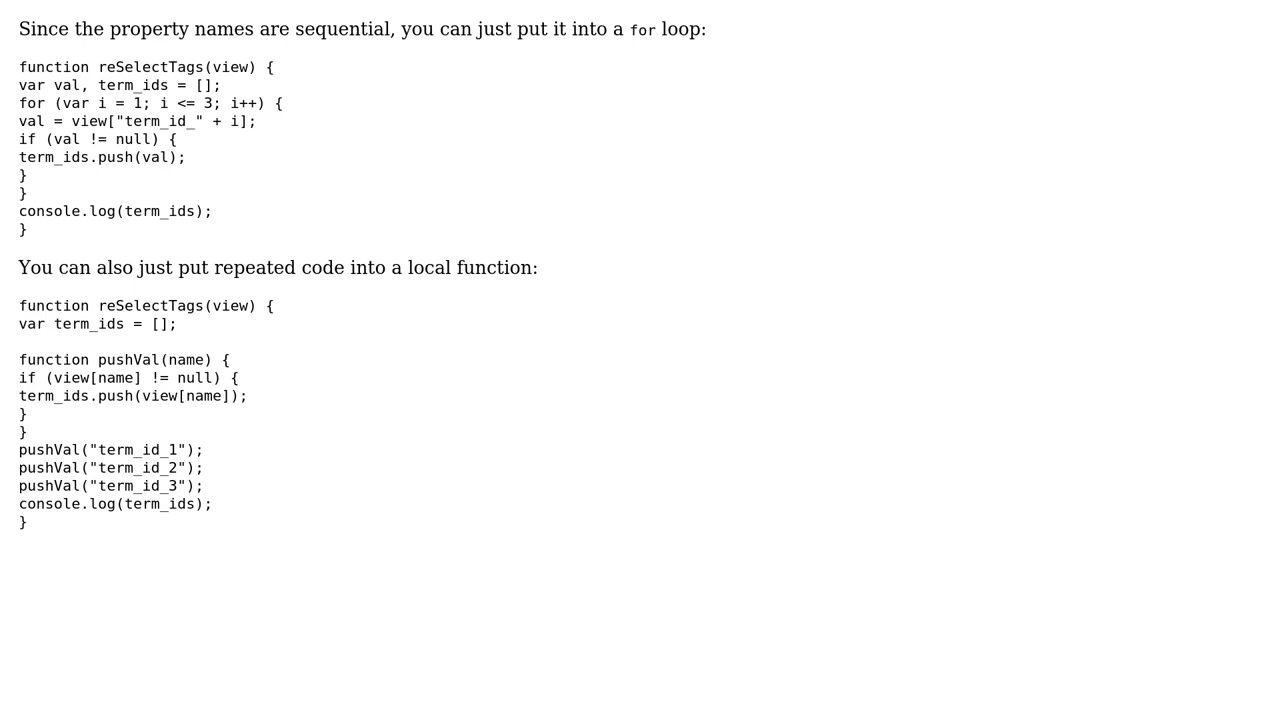 Since the property names are sequential, you can just put it into a for loop:
function reSelectTags(view) {
var val, term_ids = [];
for (var i = 1; i <= 3; i++) {
val = view["term_id_" + i];
if (val != null) {
term_ids.push(val);
}
}
console.log(term_ids);
}
You can also just put repeated code into a local function:
function reSelectTags(view) {
var term_ids = [];
function pushVal(name) {
if (view[name] != null) {
term_ids.push(view[name]);
}
}
pushVal("term_id_1");
pushVal("term_id_2");
pushVal("term_id_3");
console.log(term_ids);
}